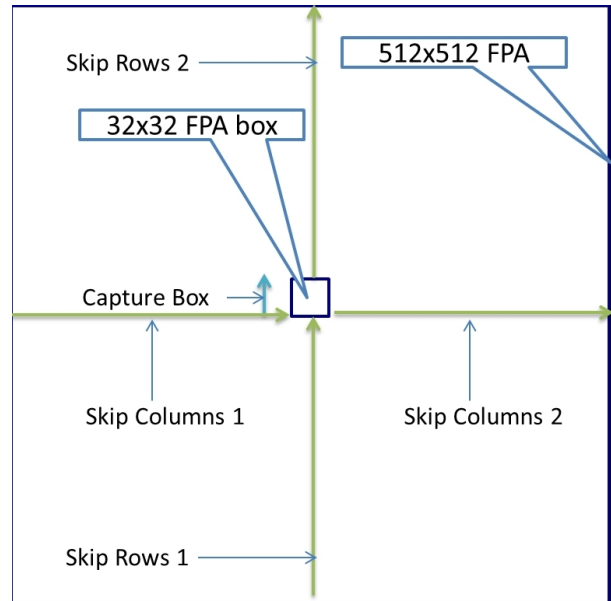 Skip Rows 2
512x512 FPA
32x32 FPA box
Capture Box
Skip Columns 1
Skip Columns 2
Skip Rows 1